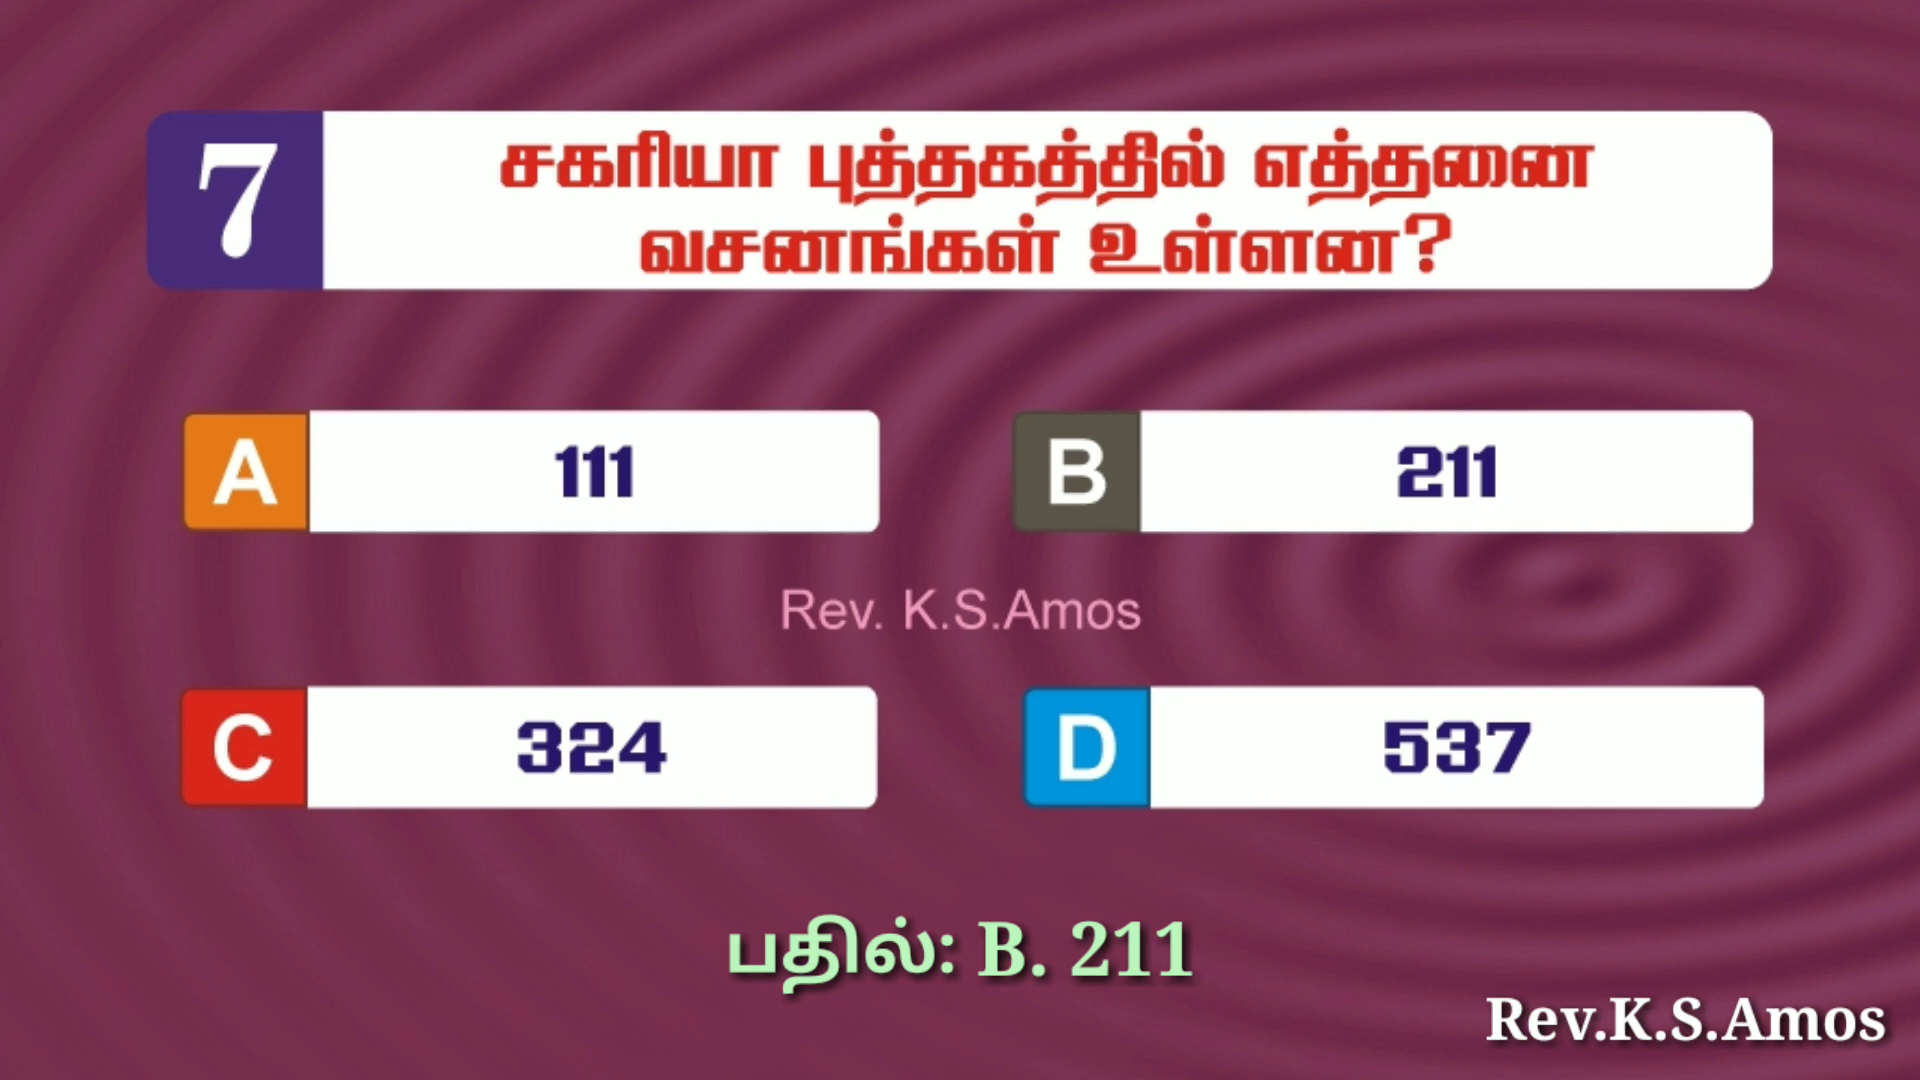 7
சகரியா புத்தகத்தில் எத்தனை
வசனங்கள் உள்ளன?
A 111
B 211
Rev. K.S.Amos
C 324
D 537
பதில்: B. 211
Rev.K.S.Amos